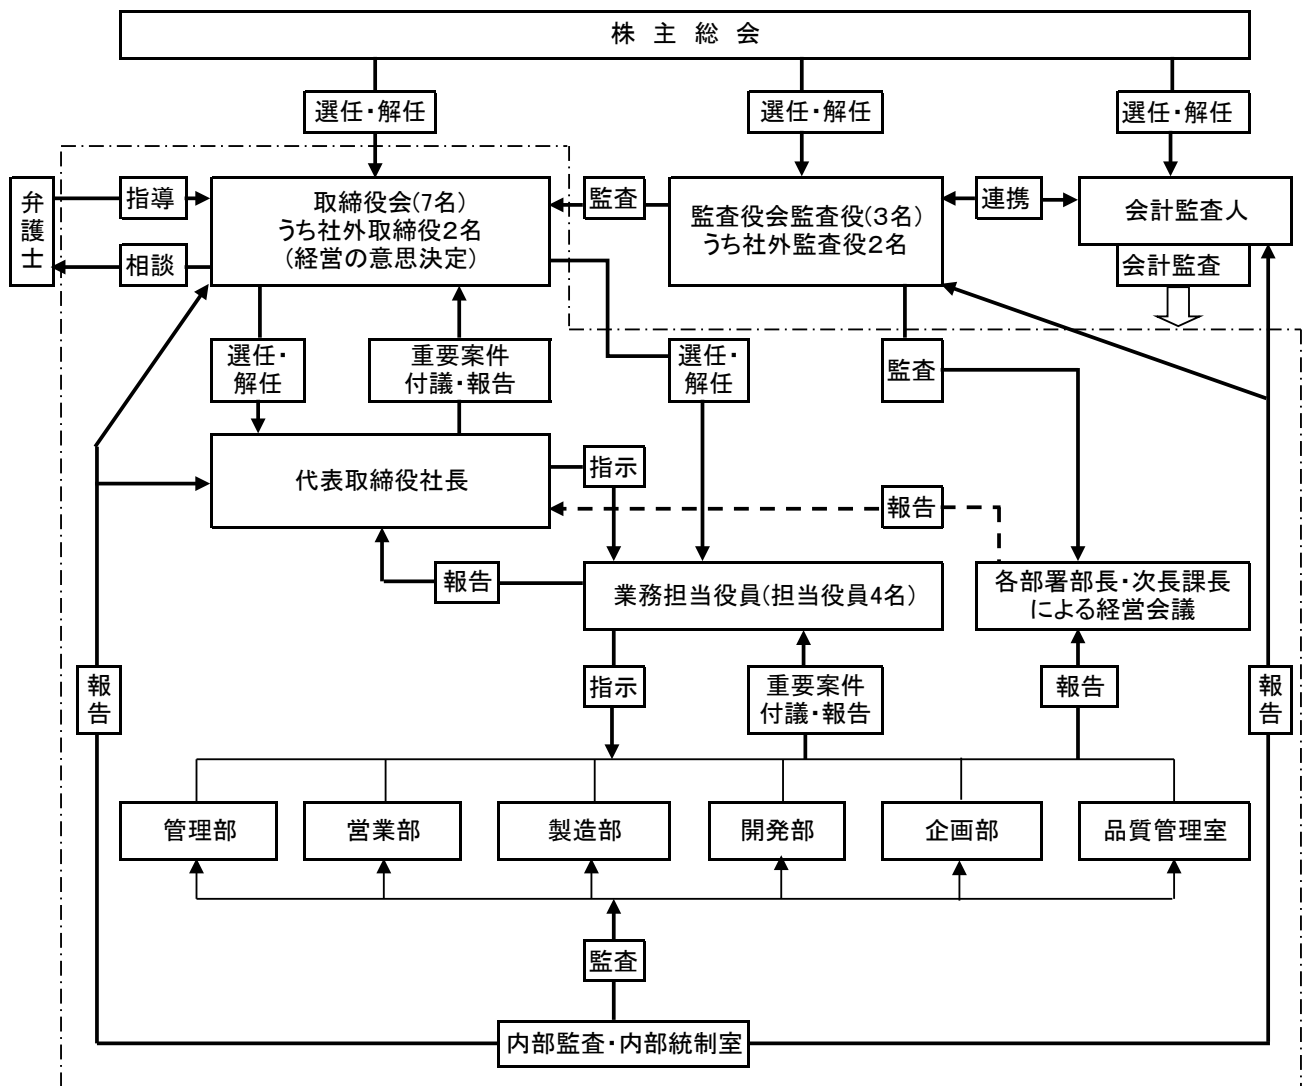 株 主 総 会
選任・解任
選任・解任
選任・解任
弁護士
指導
相談
取締役会(7名)
うち社外取締役2名
(経営の意思決定)
監査
監査役会監査役(3名)
うち社外監査役2名
連携
会計監査人
会計監査
選任・
解任
重要案件
付議・報告
選任・
解任
監査
代表取締役社長
指示
報告
報告
業務担当役員(担当役員4名)
各部署部長・次長課長
による経営会議
報告
指示
重要案件
付議・報告
報告
報告
管理部
営業部
製造部
開発部
企画部
品質管理室
監査
内部監査・内部統制室